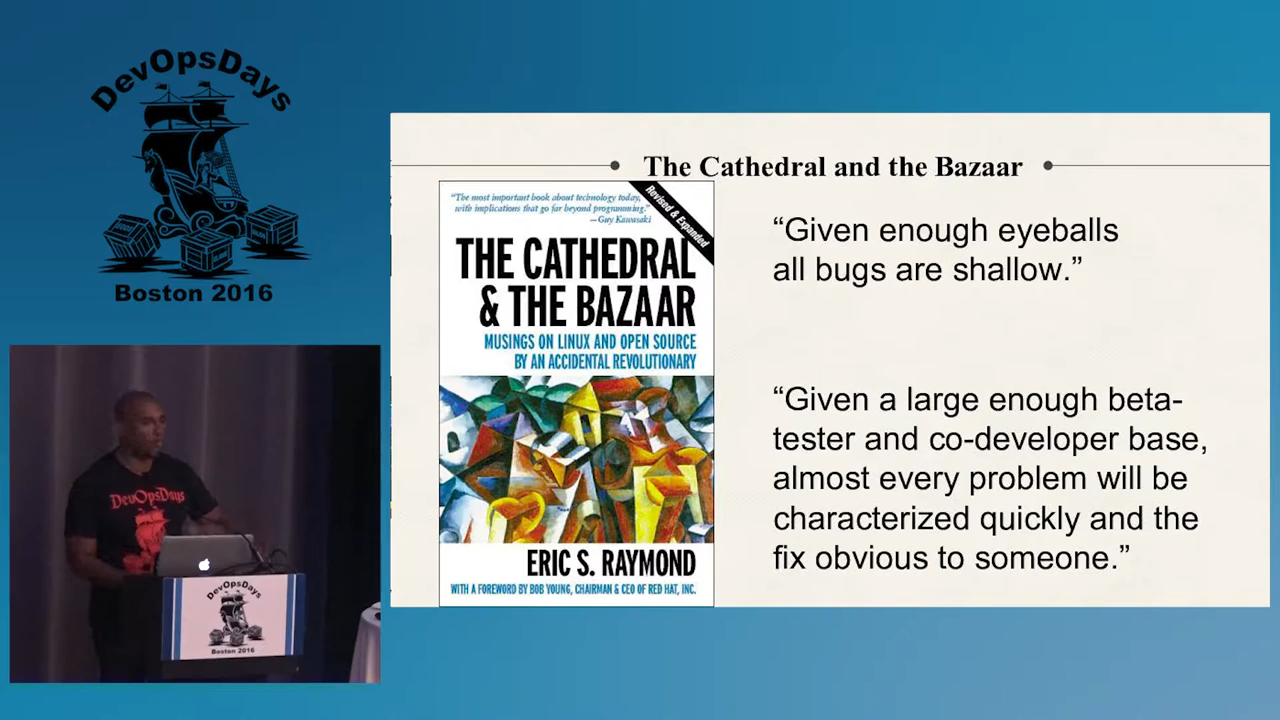 DevOpsDays
Boston 2016
The Cathedral and the Bazaar
“The most important book about technology today,
with implications that go far beyond programming.”
—Guy Kawasaki
Revised & Expanded
THE CATHEDRAL
& THE BAZAAR
MUSINGS ON LINUX AND OPEN SOURCE
BY AN ACCIDENTAL REVOLUTIONARY
ERIC S. RAYMOND
WITH A FOREWORD BY BOB YOUNG, CHAIRMAN & CEO OF RED HAT, INC.
“Given enough eyeballs
all bugs are shallow.”
“Given a large enough beta-
tester and co-developer base,
almost every problem will be
characterized quickly and the
fix obvious to someone.”
DevOpsDays
DevOpsDays
Boston 2016